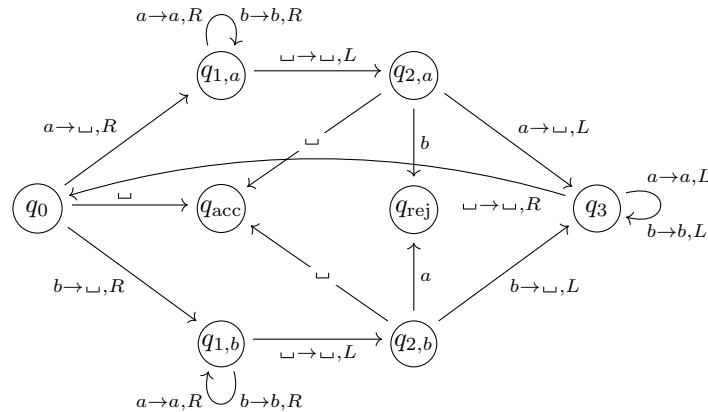 a→a,R b→b,R
q1,a ␣→␣,L q2,a
a→␣,R ␣ b a→␣,L
q0 ␣ qacc qrej ␣→␣,R q3 a→a,L
b→b,L
b→␣,R ␣ a b→␣,L
q1,b ␣→␣,L q2,b
a→a,R b→b,R